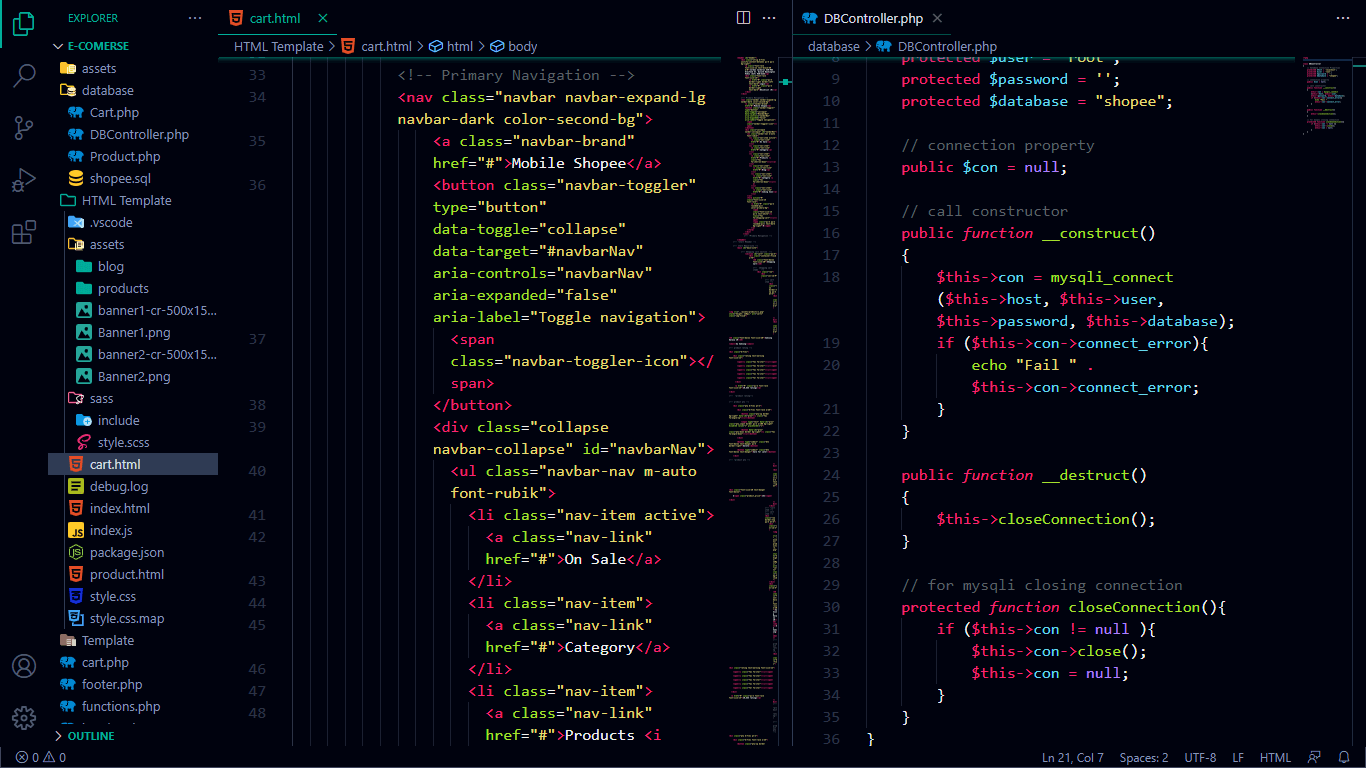 EXPLORER
···
E-COMERSE
assets
database
Cart.php
DBController.php
Product.php
shopee.sql
HTML Template
.vscode
assets
blog
products
banner1-cr-500x15...
Banner1.png
banner2-cr-500x15...
Banner2.png
sass
include
style.scss
cart.html
debug.log
index.html
index.js
package.json
product.html
style.css
style.css.map
Template
cart.php
footer.php
functions.php
OUTLINE
cart.html
···
HTML Template > cart.html > html > body
33 <!-- Primary Navigation -->
34 <nav class="navbar navbar-expand-lg
navbar-dark color-second-bg">
35 <a class="navbar-brand"
href="#">Mobile Shopee</a>
36 <button class="navbar-toggler"
type="button"
data-toggle="collapse"
data-target="#navbarNav"
aria-controls="navbarNav"
aria-expanded="false"
aria-label="Toggle navigation">
37 <span
class="navbar-toggler-icon"></
span>
38 </button>
39 <div class="collapse
navbar-collapse" id="navbarNav">
40 <ul class="navbar-nav m-auto
font-rubik">
41 <li class="nav-item active">
42 <a class="nav-link"
href="#">On Sale</a>
43 </li>
44 <li class="nav-item">
45 <a class="nav-link"
href="#">Category</a>
46 </li>
47 <li class="nav-item">
48 <a class="nav-link"
href="#">Products <i
DBController.php
···
database > DBController.php
8 protected $user = "root";
9 protected $password = '';
10 protected $database = "shopee";
11
12 // connection property
13 public $con = null;
14
15 // call constructor
16 public function __construct()
17 {
18 $this->con = mysqli_connect
($this->host, $this->user,
$this->password, $this->database);
19 if ($this->con->connect_error){
20 echo "Fail " .
$this->con->connect_error;
21 }
22 }
23
24 public function __destruct()
25 {
26 $this->closeConnection();
27 }
28
29 // for mysqli closing connection
30 protected function closeConnection(){
31 if ($this->con != null ){
32 $this->con->close();
33 $this->con = null;
34 }
35 }
36 }
0 0
Ln 21, Col 7 Spaces: 2 UTF-8 LF HTML